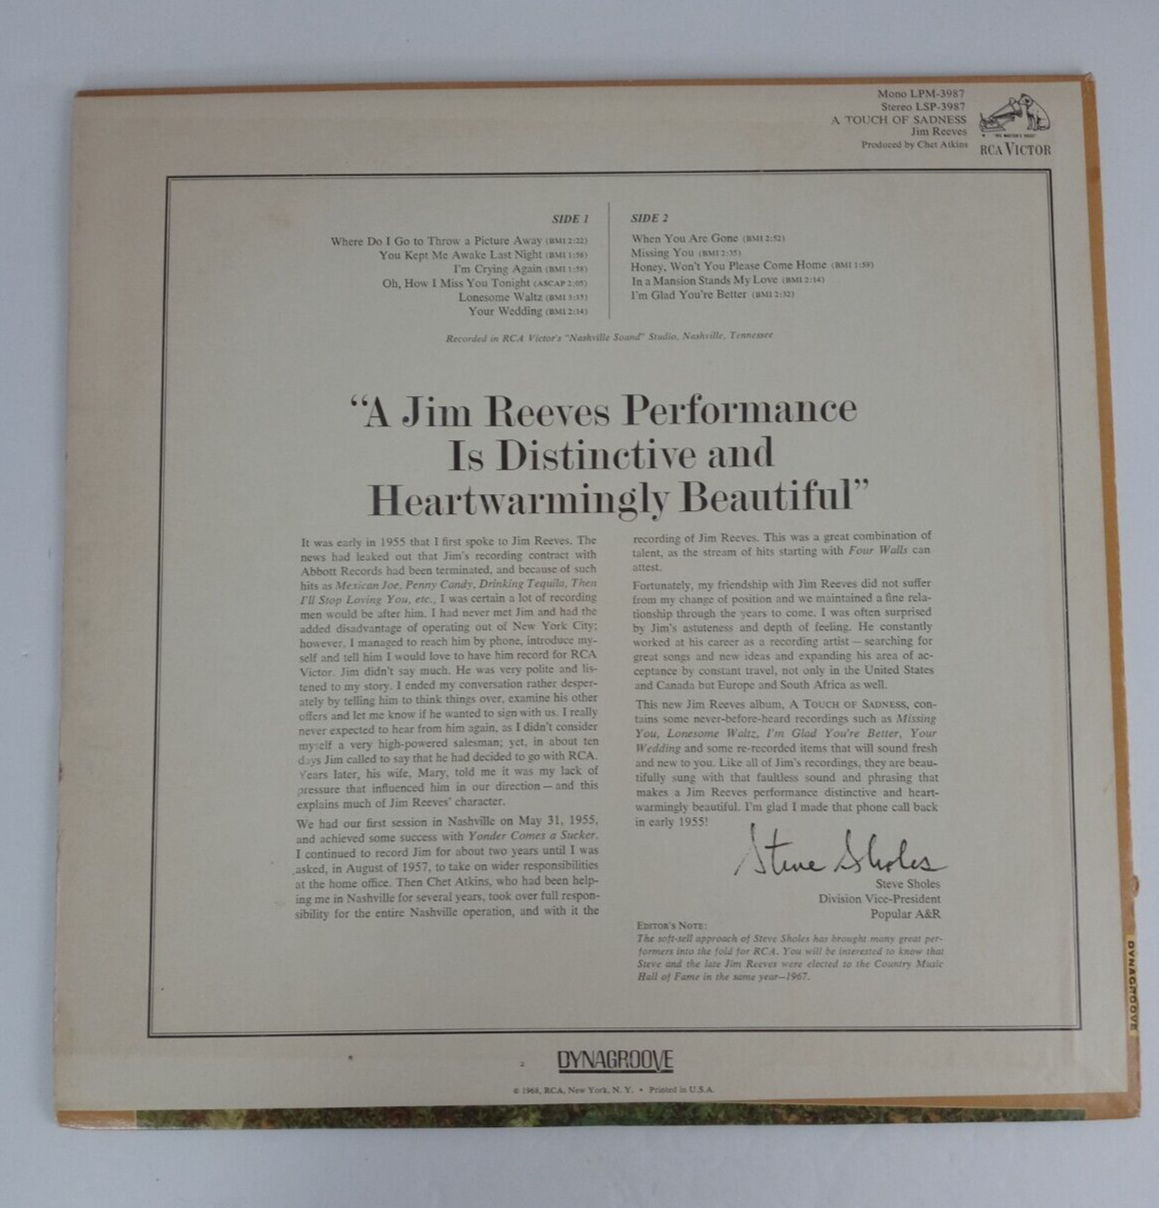 Mono LPM-3987
Stereo LSP-3987
A TOUCH OF SADNESS
Jim Reeves
Produced by Chet Atkins
"HIS MASTER'S VOICE"
RCA VICTOR
SIDE 1
Where Do I Go to Throw a Picture Away (BMI 2:22)
You Kept Me Awake Last Night (BMI 1:56)
I'm Crying Again (BMI 1:58)
Oh, How I Miss You Tonight (ASCAP 2:05)
Lonesome Waltz (BMI 3:15)
Your Wedding (BMI 2:14)
SIDE 2
When You Are Gone (BMI 2:52)
Missing You (BMI 2:35)
Honey, Won't You Please Come Home (BMI 1:59)
In a Mansion Stands My Love (BMI 2:14)
I'm Glad You're Better (BMI 2:32)
Recorded in RCA Victor's "Nashville Sound" Studio, Nashville, Tennessee
“A Jim Reeves Performance
Is Distinctive and
Heartwarmingly Beautiful”
It was early in 1955 that I first spoke to Jim Reeves. The
news had leaked out that Jim's recording contract with
Abbott Records had been terminated, and because of such
hits as Mexican Joe, Penny Candy, Drinking Tequila, Then
I'll Stop Loving You, etc., I was certain a lot of recording
men would be after him. I had never met Jim and had the
added disadvantage of operating out of New York City;
however, I managed to reach him by phone, introduce my-
self and tell him I would love to have him record for RCA
Victor. Jim didn't say much. He was very polite and lis-
tened to my story. I ended my conversation rather desper-
ately by telling him to think things over, examine his other
offers and let me know if he wanted to sign with us. I really
never expected to hear from him again, as I didn't consider
myself a very high-powered salesman; yet, in about ten
days Jim called to say that he had decided to go with RCA.
Years later, his wife, Mary, told me it was my lack of
pressure that influenced him in our direction — and this
explains much of Jim Reeves' character.
We had our first session in Nashville on May 31, 1955,
and achieved some success with Yonder Comes a Sucker.
I continued to record Jim for about two years until I was
asked, in August of 1957, to take on wider responsibilities
at the home office. Then Chet Atkins, who had been help-
ing me in Nashville for several years, took over full respon-
sibility for the entire Nashville operation, and with it the
recording of Jim Reeves. This was a great combination of
talent, as the stream of hits starting with Four Walls can
attest.
Fortunately, my friendship with Jim Reeves did not suffer
from my change of position and we maintained a fine rela-
tionship through the years to come. I was often surprised
by Jim's astuteness and depth of feeling. He constantly
worked at his career as a recording artist — searching for
great songs and new ideas and expanding his area of ac-
ceptance by constant travel, not only in the United States
and Canada but Europe and South Africa as well.
This new Jim Reeves album, A TOUCH OF SADNESS, con-
tains some never-before-heard recordings such as Missing
You, Lonesome Waltz, I'm Glad You're Better, Your
Wedding and some re-recorded items that will sound fresh
and new to you. Like all of Jim's recordings, they are beau-
tifully sung with that faultless sound and phrasing that
makes a Jim Reeves performance distinctive and heart-
warmingly beautiful. I'm glad I made that phone call back
in early 1955!
Steve Sholes
Steve Sholes
Division Vice-President
Popular A&R
EDITOR'S NOTE:
The soft-sell approach of Steve Sholes has brought many great per-
formers into the fold for RCA. You will be interested to know that
Steve and the late Jim Reeves were elected to the Country Music
Hall of Fame in the same year—1967.
DYNAGROOVE
2
DYNAGROOVE
© 1968, RCA, New York, N. Y. • Printed in U.S.A.